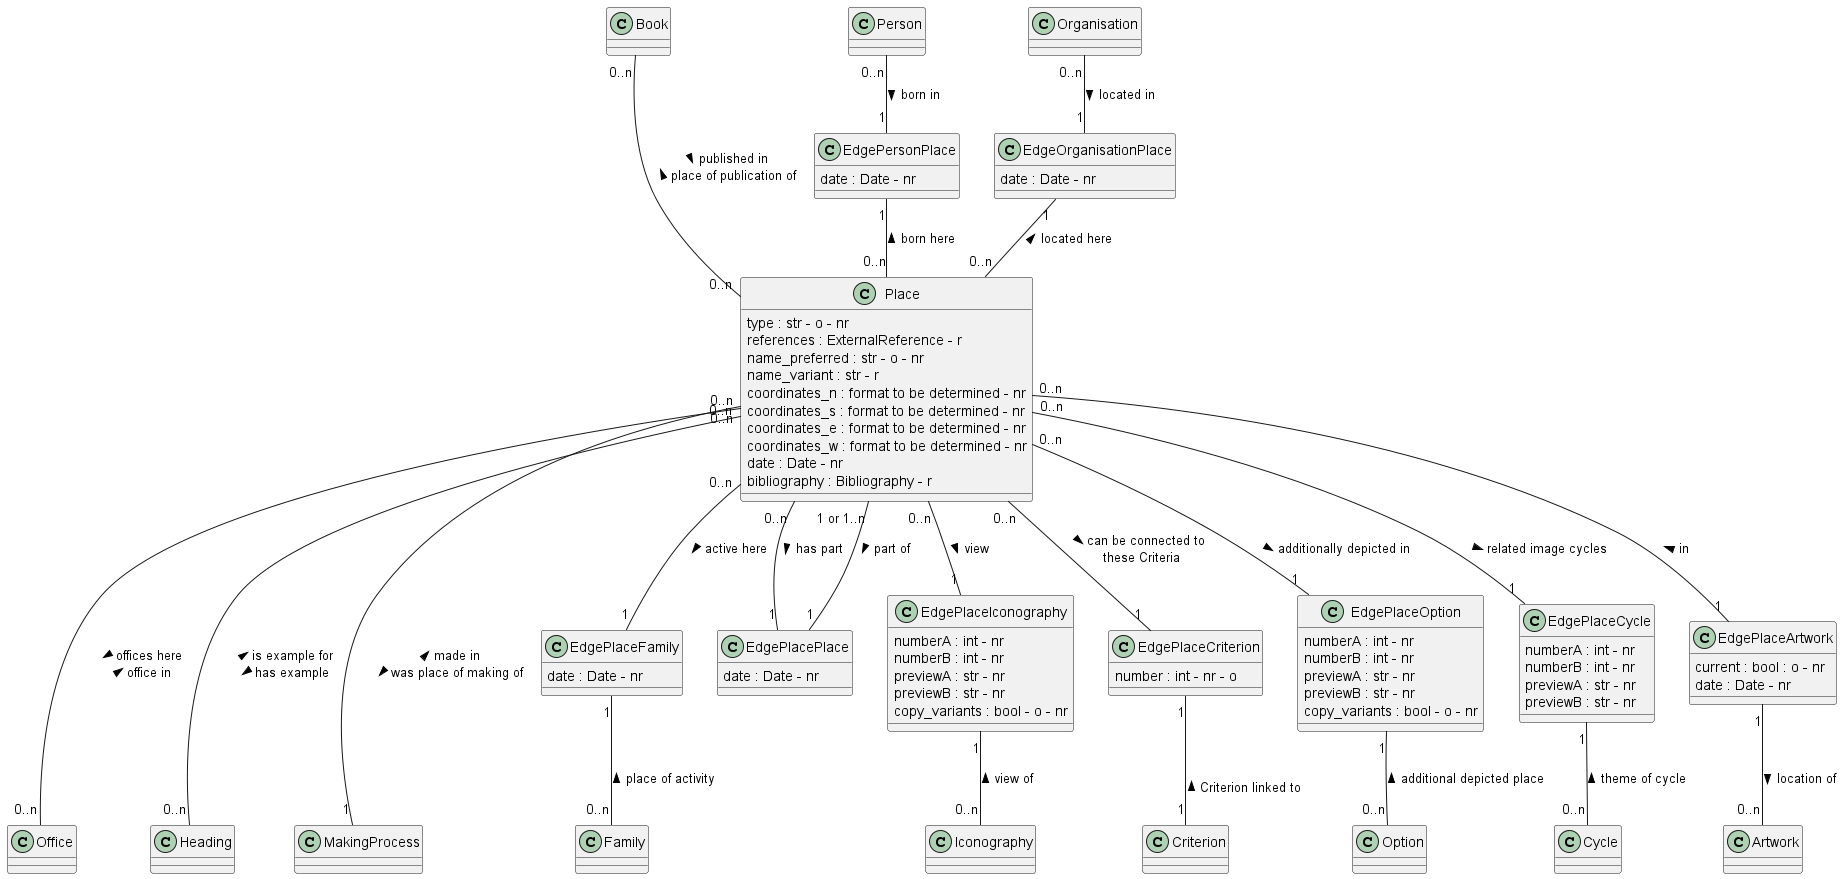 C Book
C Person
C Organisation
0..n
0..n
0..n
born in
located in
1
1
C EdgePersonPlace
date : Date - nr
C EdgeOrganisationPlace
date : Date - nr
published in
place of publication of
1
1
born here
located here
0..n
0..n
0..n
C Place
type : str - o - nr
references : ExternalReference - r
name_preferred : str - o - nr
name_variant : str - r
coordinates_n : format to be determined - nr
coordinates_s : format to be determined - nr
coordinates_e : format to be determined - nr
coordinates_w : format to be determined - nr
date : Date - nr
bibliography : Bibliography - r
0..n
0..n
0..n
0..n
0..n
0..n
0..n
0..n
1 or 1..n
0..n
0..n
active here
has part
part of
view
can be connected to
these Criteria
additionally depicted in
related image cycles
in
1
1
1
1
1
1
1
1
C EdgePlaceFamily
date : Date - nr
C EdgePlacePlace
date : Date - nr
C EdgePlaceIconography
numberA : int - nr
numberB : int - nr
previewA : str - nr
previewB : str - nr
copy_variants : bool - o - nr
C EdgePlaceCriterion
number : int - nr - o
C EdgePlaceOption
numberA : int - nr
numberB : int - nr
previewA : str - nr
previewB : str - nr
copy_variants : bool - o - nr
C EdgePlaceCycle
numberA : int - nr
numberB : int - nr
previewA : str - nr
previewB : str - nr
C EdgePlaceArtwork
current : bool : o - nr
date : Date - nr
offices here
office in
is example for
has example
made in
was place of making of
1
1
1
1
1
1
place of activity
view of
Criterion linked to
additional depicted place
theme of cycle
location of
0..n
0..n
1
0..n
0..n
1
0..n
0..n
0..n
C Office
C Heading
C MakingProcess
C Family
C Iconography
C Criterion
C Option
C Cycle
C Artwork